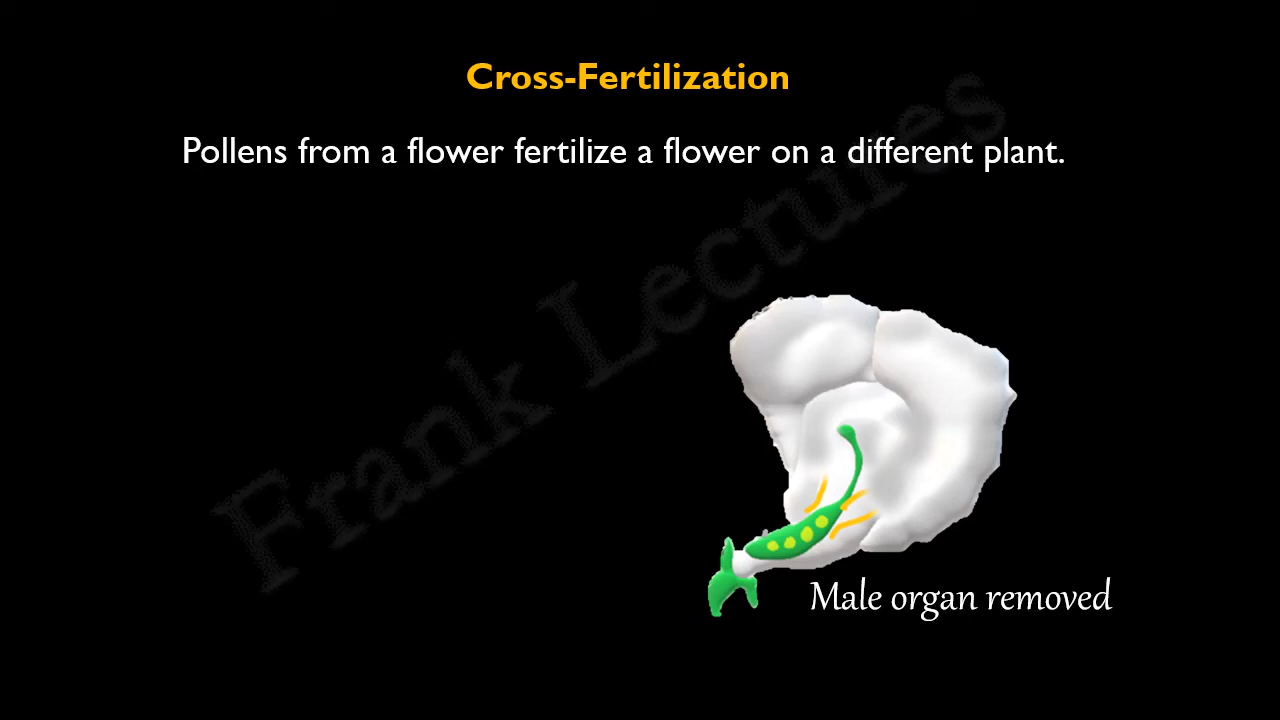 Cross-Fertilization
Pollens from a flower fertilize a flower on a different plant.
Frank Lectures
Male organ removed